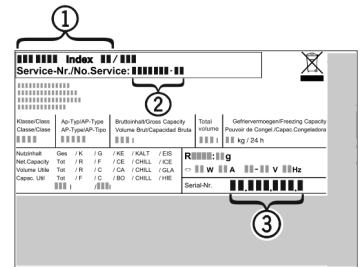 1
Index /
Service-Nr./No.Service: -
2
Klasse/Class Ap-Typ/AP-Type Bruttoinhalt/Gross Capacity Total Gefriervermoegen/Freezing Capacity
Classe/Clase AP-Type/AP-Tipo Volume Brut/Capacidad Bruta volume Pouvoir de Congel./Capac.Congeladora
l l kg / 24 h
Nutzinhalt Ges / K / G / KE / KALT / EIS
Net.Capacity Tot / R / F / CE / CHILL / ICE
Volume Utile Tot / R / C / CA / CHILL / GLA
Capac. Util Tot / F / C / BO / CHILL / HIE
l / l
R : g
W A - V Hz
Serial-Nr. . . .
3